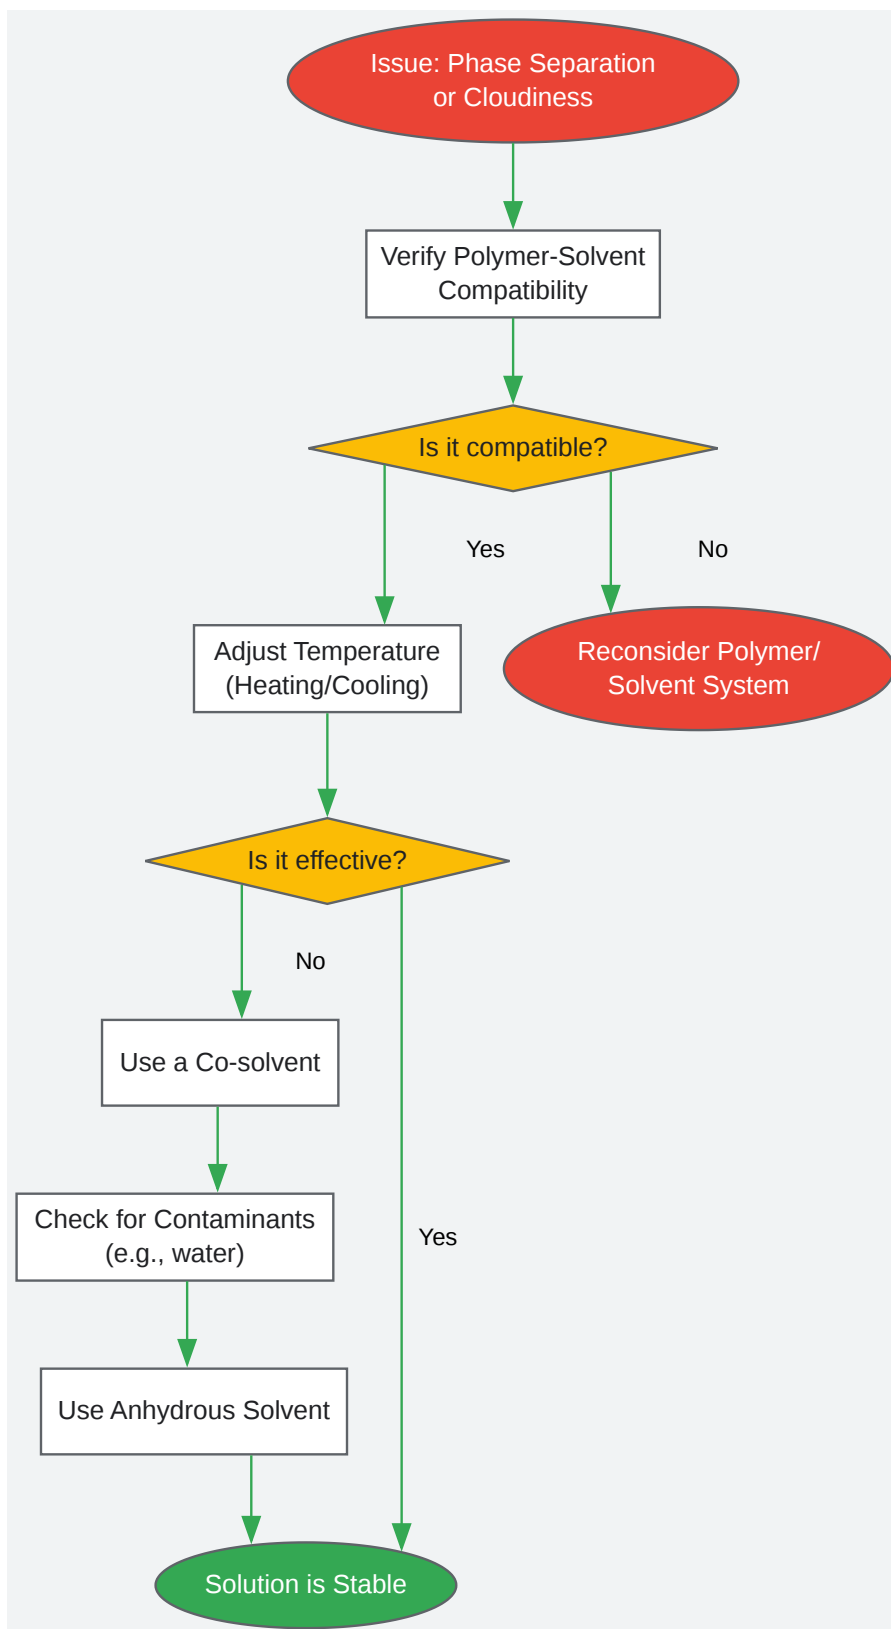 Issue: Phase Separation
or Cloudiness
Verify Polymer-Solvent
Compatibility
Is it compatible?
Yes
No
Adjust Temperature
(Heating/Cooling)
Reconsider Polymer/
Solvent System
Is it effective?
No
Use a Co-solvent
Check for Contaminants
(e.g., water)
Yes
Use Anhydrous Solvent
Solution is Stable